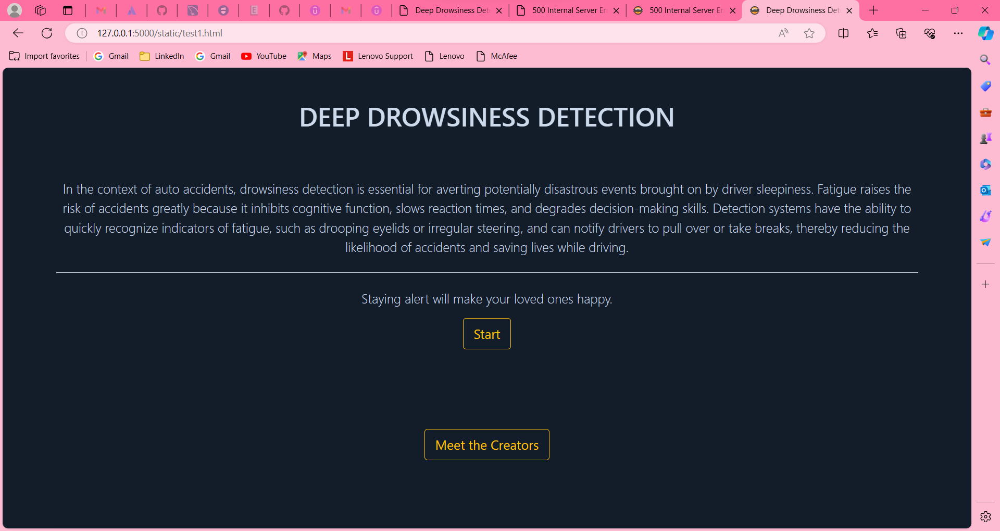 Deep Drowsiness Det
500 Internal Server Er
500 Internal Server Er
Deep Drowsiness Det
127.0.0.1:5000/static/test1.html
Import favorites
Gmail
LinkedIn
Gmail
YouTube
Maps
L
Lenovo Support
Lenovo
McAfee
DEEP DROWSINESS DETECTION
In the context of auto accidents, drowsiness detection is essential for averting potentially disastrous events brought on by driver sleepiness. Fatigue raises the
risk of accidents greatly because it inhibits cognitive function, slows reaction times, and degrades decision-making skills. Detection systems have the ability to
quickly recognize indicators of fatigue, such as drooping eyelids or irregular steering, and can notify drivers to pull over or take breaks, thereby reducing the
likelihood of accidents and saving lives while driving.
Staying alert will make your loved ones happy.
Start
Meet the Creators